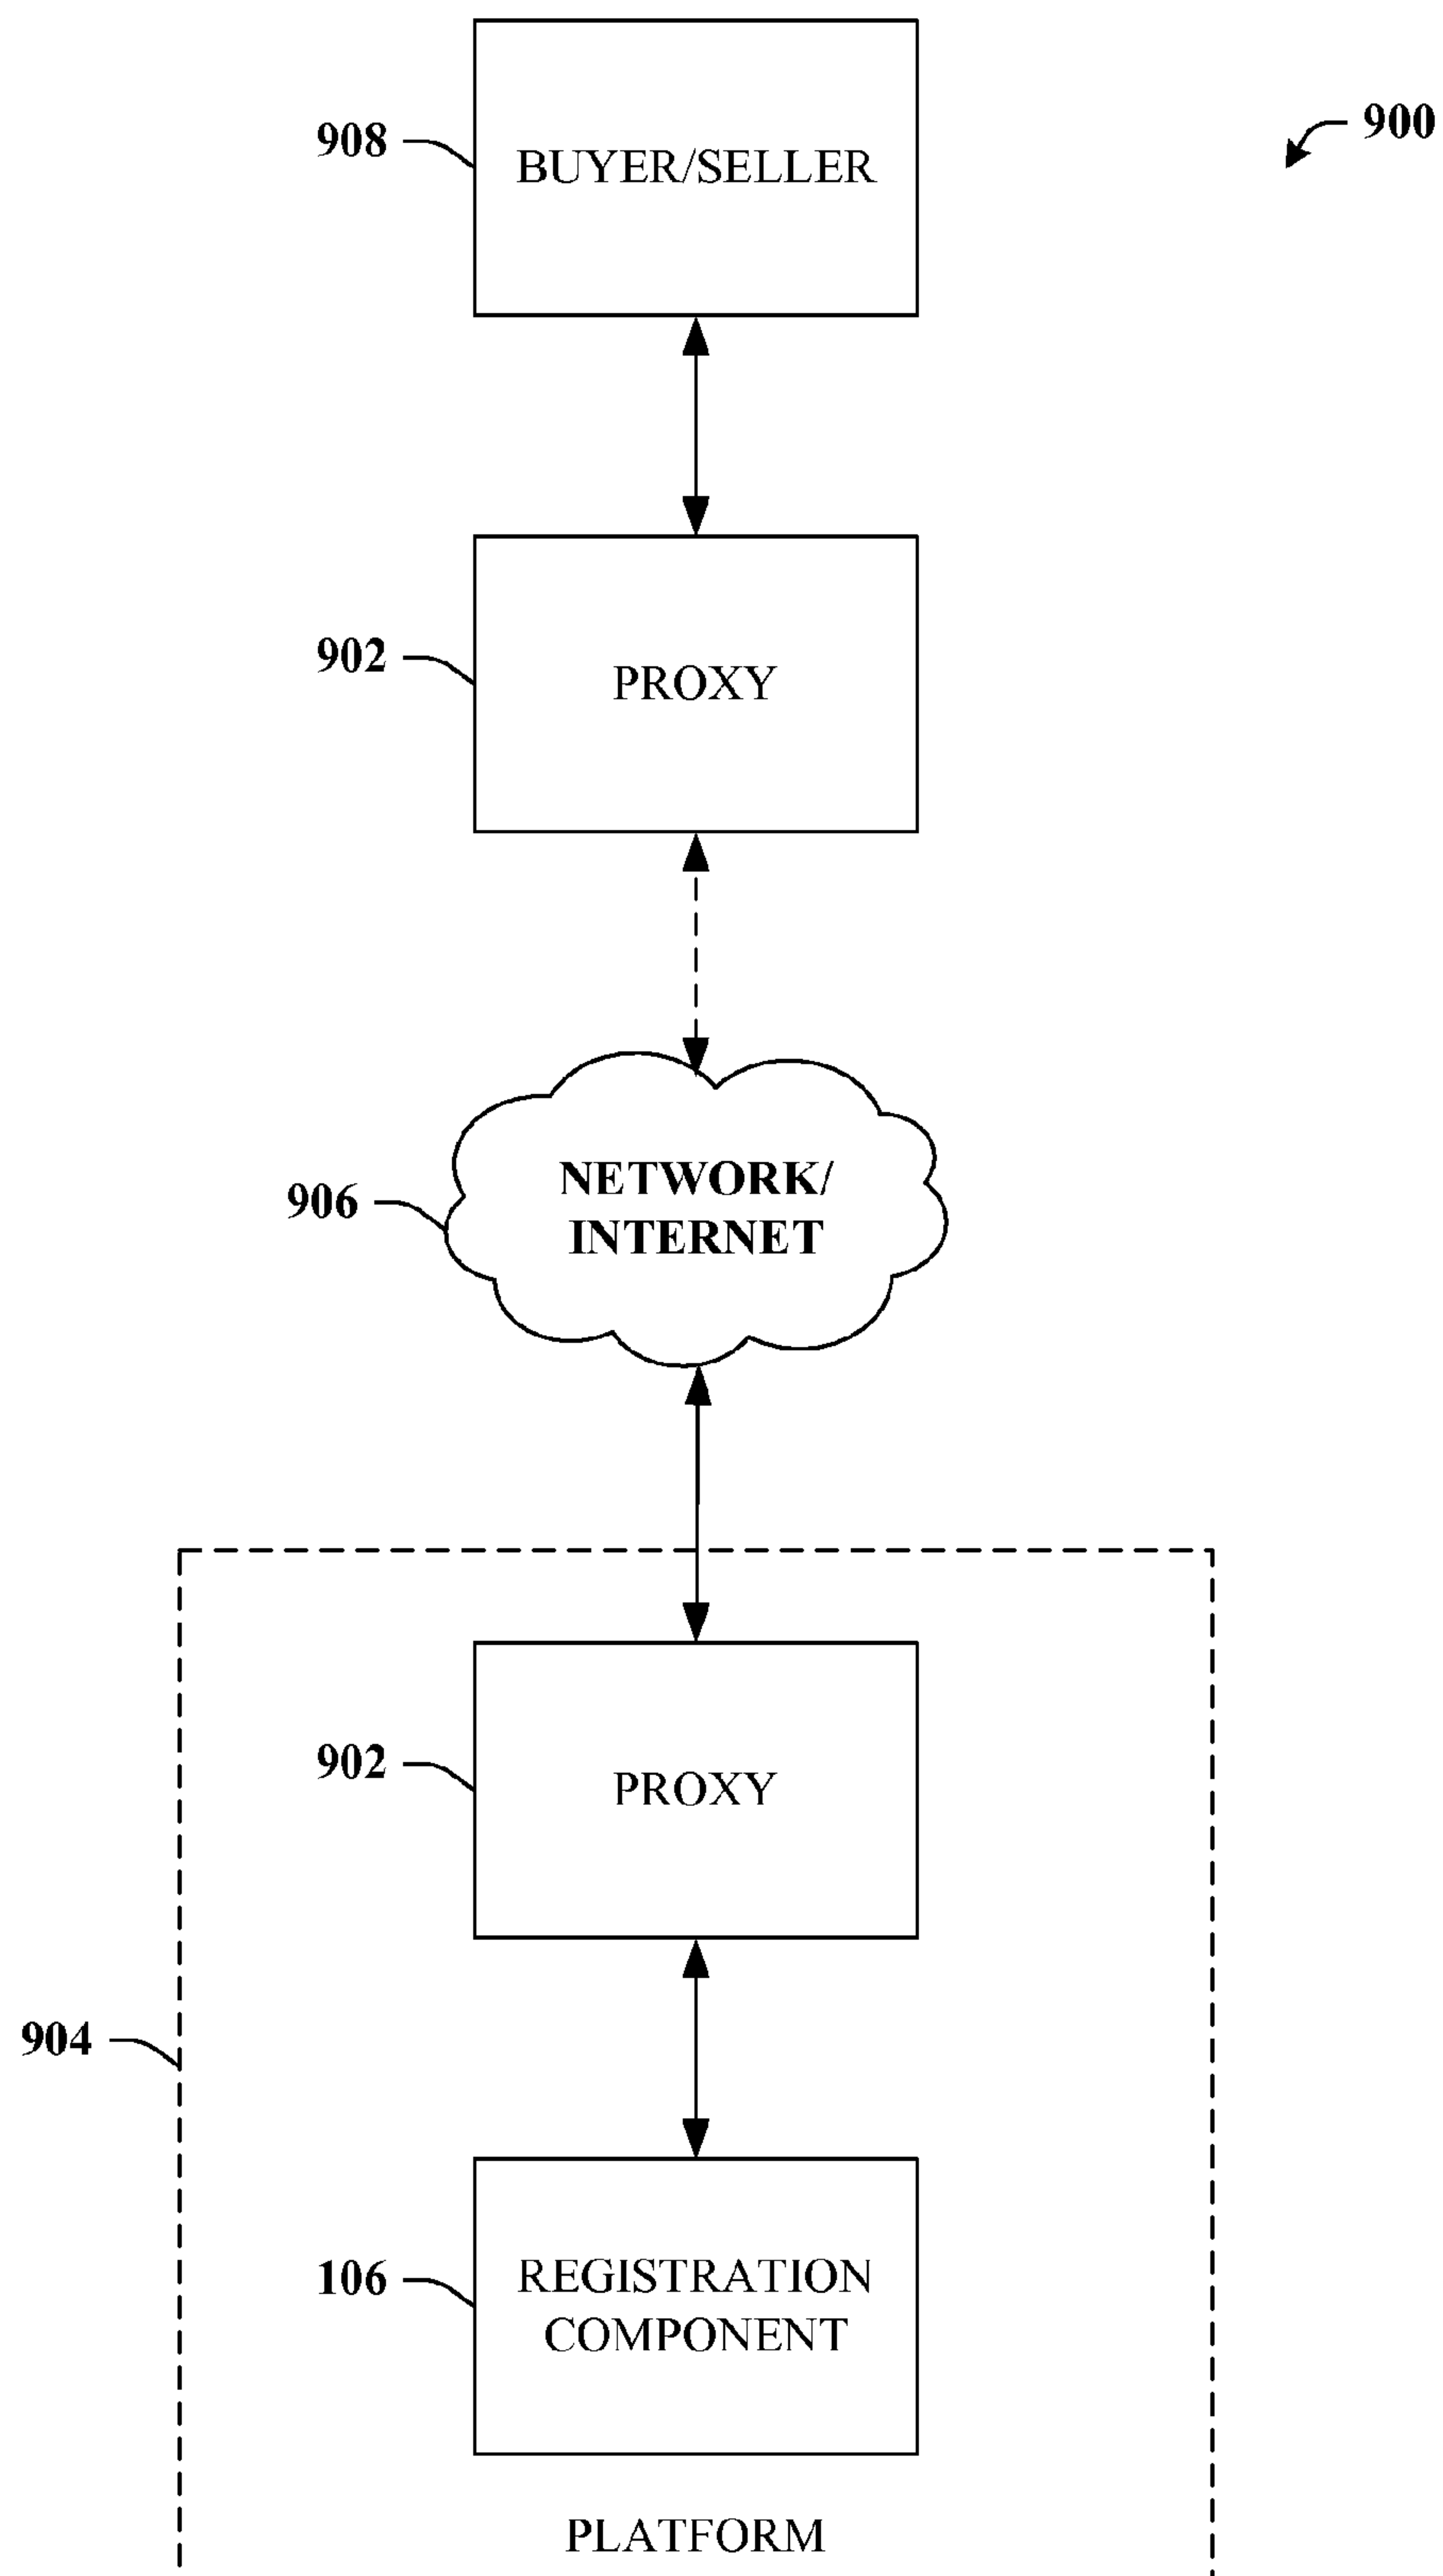 900
908
BUYER/SELLER
902
PROXY
906
NETWORK/
INTERNET
902
PROXY
904
106
REGISTRATION
COMPONENT
PLATFORM